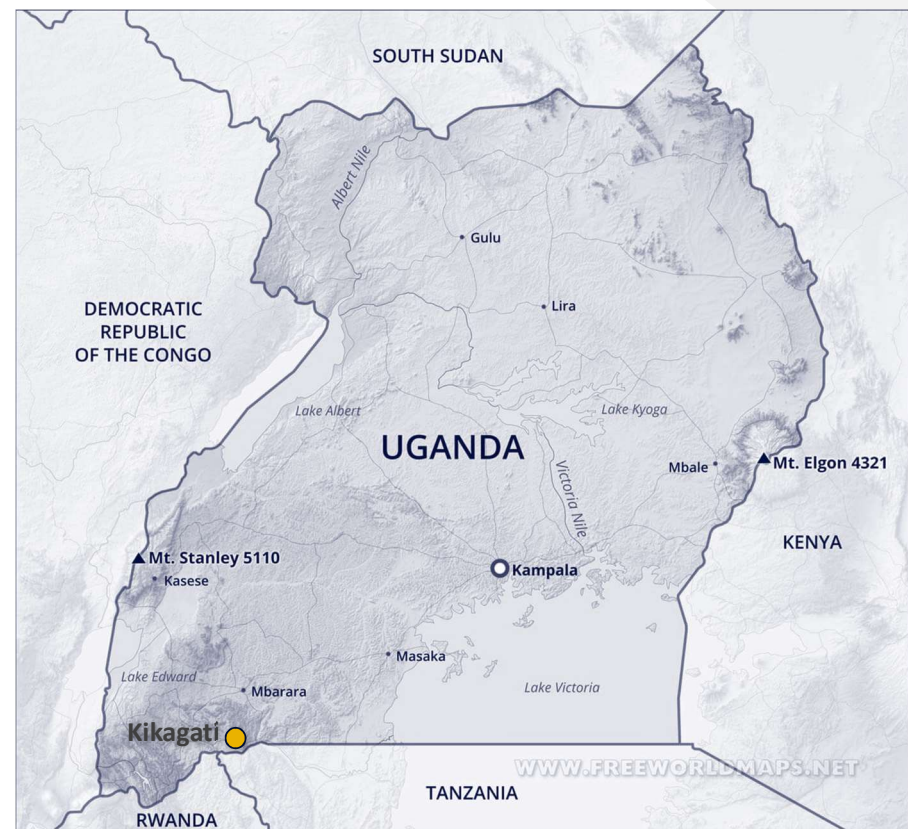 SOUTH SUDAN
Albert Nile
Gulu
DEMOCRATIC
REPUBLIC
OF THE CONGO
Lira
Lake Albert
Lake Kyoga
UGANDA
Mbale
Mt. Elgon 4321
Victoria Nile
KENYA
Mt. Stanley 5110
Kampala
Kasese
Masaka
Lake Edward
Mbarara
Lake Victoria
Kikagati
WWW.FREEWORLDMAPS.NET
TANZANIA
RWANDA